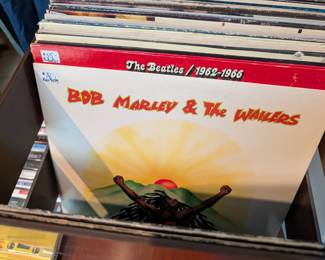 The Beatles / 1962-1966
BOB MARLEY & THE WAILERS